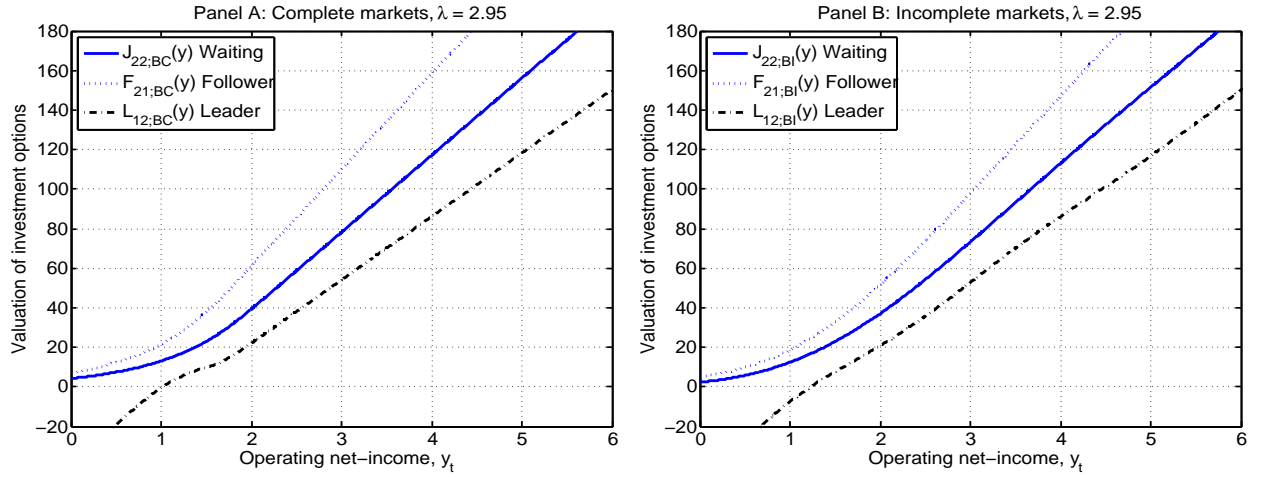 Panel A: Complete markets, λ = 2.95
180
160
140
120
100
80
60
40
20
0
−20
Valuation of investment options
J22;BC(y) Waiting
F21;BC(y) Follower
L12;BC(y) Leader
0 1 2 3 4 5 6
Operating net−income, yt
Panel B: Incomplete markets, λ = 2.95
180
160
140
120
100
80
60
40
20
0
−20
Valuation of investment options
J22;BI(y) Waiting
F21;BI(y) Follower
L12;BI(y) Leader
0 1 2 3 4 5 6
Operating net−income, yt